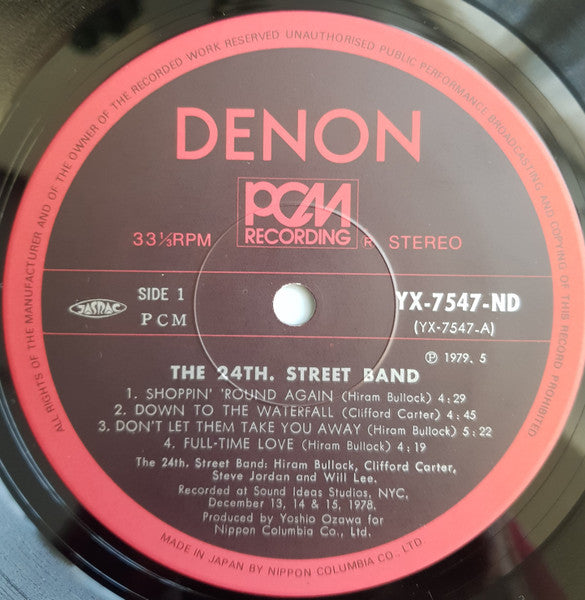 ALL RIGHTS OF THE MANUFACTURER AND OF THE OWNER OF THE RECORDED WORK RESERVED UNAUTHORISED PUBLIC PERFORMANCE BROADCASTING AND COPYING OF THIS RECORD PROHIBITED
DENON
PCM
RECORDING
33⅓RPM
R STEREO
JASRAC
SIDE 1
PCM
YX-7547-ND
(YX-7547-A)
Ⓟ 1979. 5
THE 24TH. STREET BAND
1. SHOPPIN' 'ROUND AGAIN (Hiram Bullock) 4:29
2. DOWN TO THE WATERFALL (Clifford Carter) 4:45
3. DON'T LET THEM TAKE YOU AWAY (Hiram Bullock) 5:22
4. FULL-TIME LOVE (Hiram Bullock) 4:19
The 24th. Street Band: Hiram Bullock, Clifford Carter,
Steve Jordan and Will Lee.
Recorded at Sound Ideas Studios, NYC,
December 13, 14 & 15, 1978.
Produced by Yoshio Ozawa for
Nippon Columbia Co., Ltd.
MADE IN JAPAN BY NIPPON COLUMBIA CO., LTD